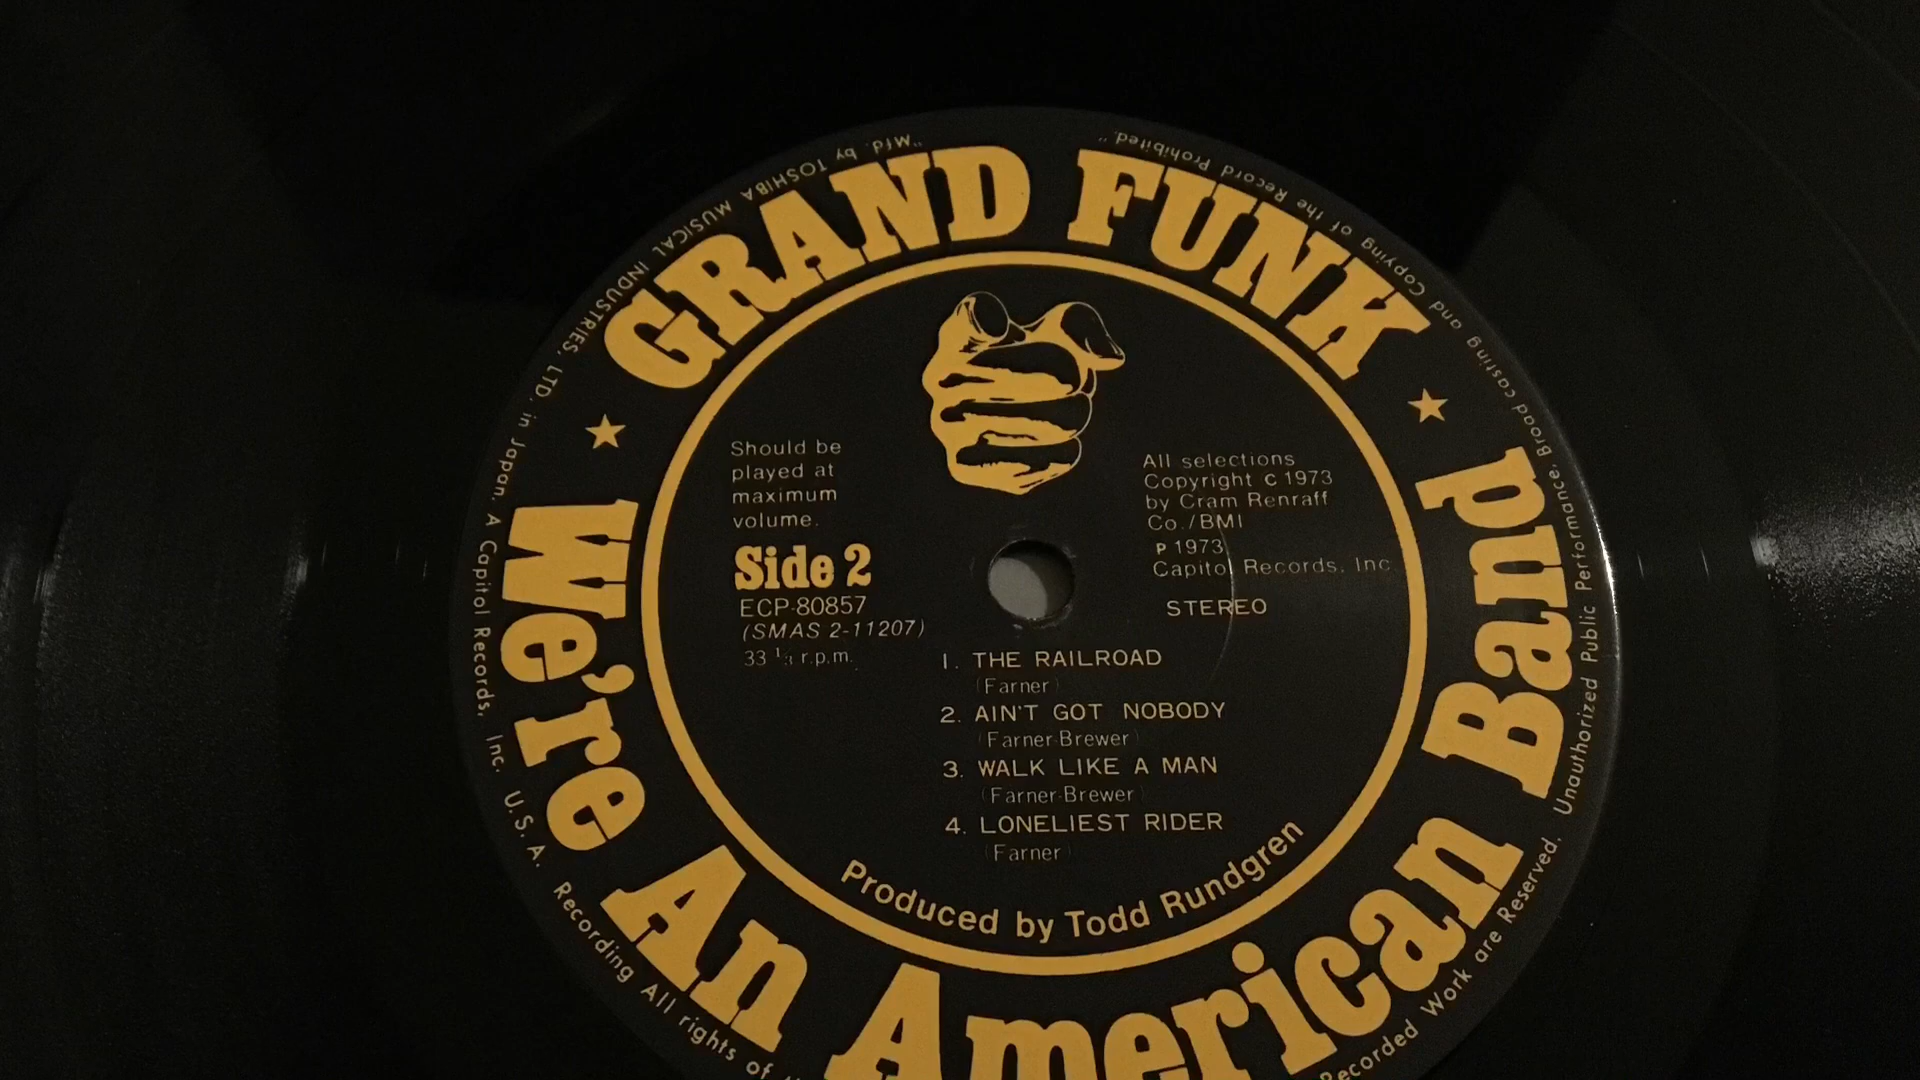 GRAND FUNK
We're An American Band
Should be
played at
maximum
volume.
Side 2
ECP-80857
(SMAS 2-11207)
33 ⅓ r.p.m.
All selections
Copyright C 1973
by Cram Renraff
Co./BMI
P 1973
Capitol Records, Inc.
STEREO
1. THE RAILROAD
(Farner)
2. AIN'T GOT NOBODY
(Farner-Brewer)
3. WALK LIKE A MAN
(Farner-Brewer)
4. LONELIEST RIDER
(Farner)
Produced by Todd Rundgren
"Mfd. by TOSHIBA MUSICAL INDUSTRIES, LTD. in Japan. A Capitol Records, Inc. U.S.A. Recording All rights of
Recorded Work are Reserved. Unauthorized Public Performance, Broadcasting and Copying of the Record Prohibited."